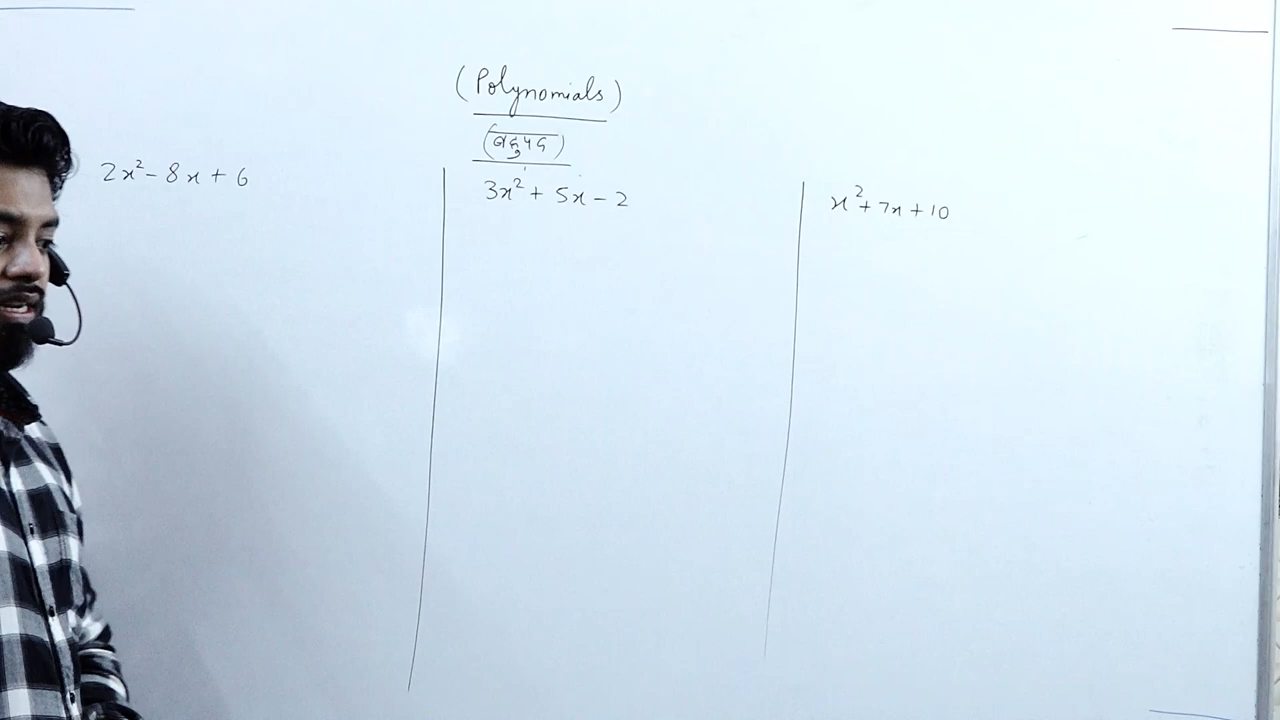 (Polynomials)
(बहुपद)
2x² - 8x + 6
3x² + 5x - 2
x² + 7x + 10